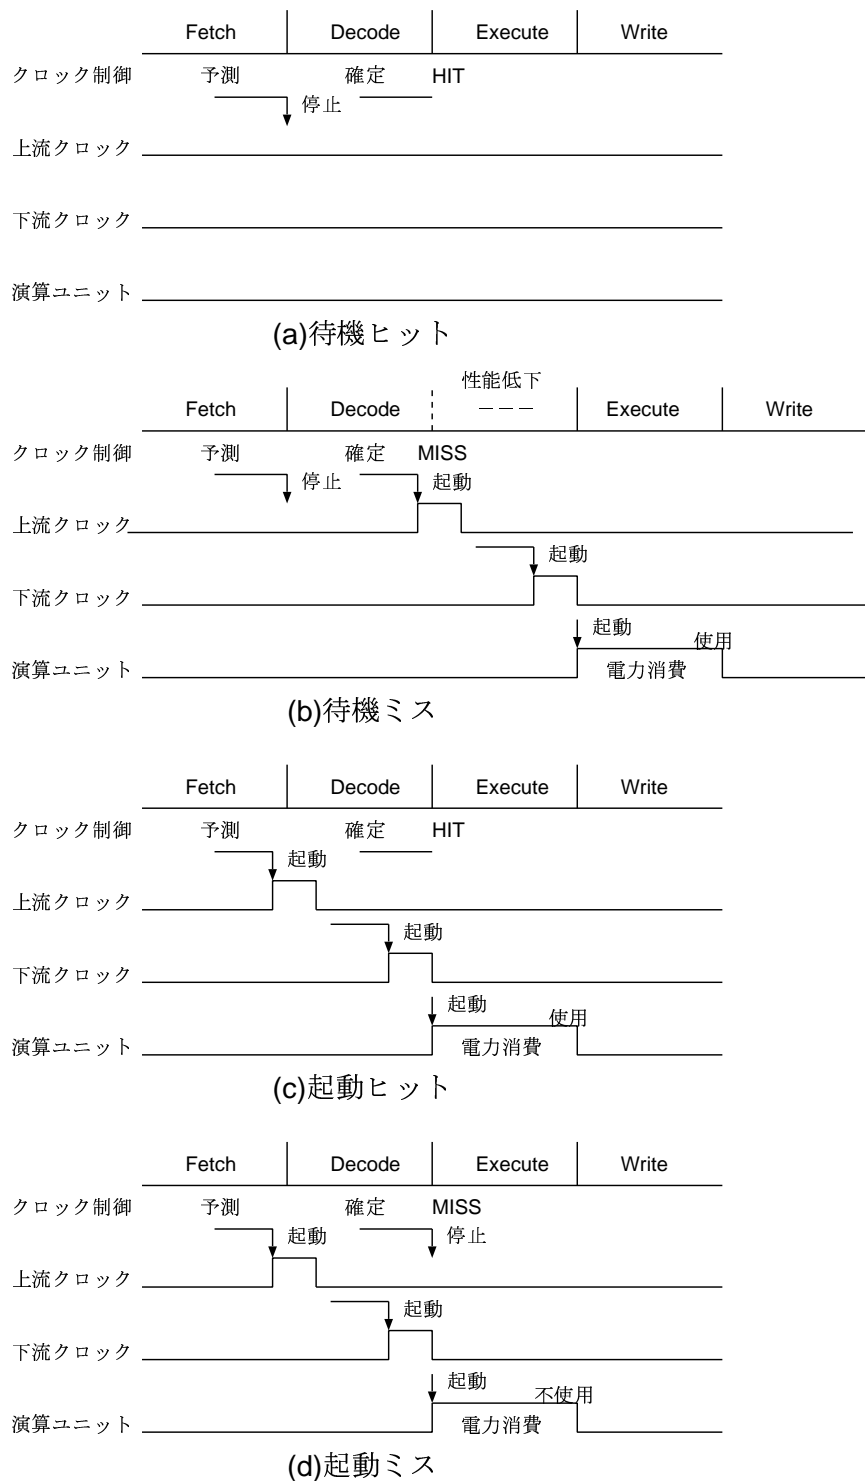 Fetch Decode Execute Write
クロック制御 予測 確定 HIT
停止
上流クロック
下流クロック
演算ユニット
(a)待機ヒット
性能低下
Fetch Decode Execute Write
クロック制御 予測 確定 MISS
停止 起動
上流クロック
起動
下流クロック
起動 使用
演算ユニット 電力消費
(b)待機ミス
Fetch Decode Execute Write
クロック制御 予測 確定 HIT
起動
上流クロック
起動
下流クロック
起動 使用
演算ユニット 電力消費
(c)起動ヒット
Fetch Decode Execute Write
クロック制御 予測 確定 MISS
起動 停止
上流クロック
起動
下流クロック
起動 不使用
演算ユニット 電力消費
(d)起動ミス